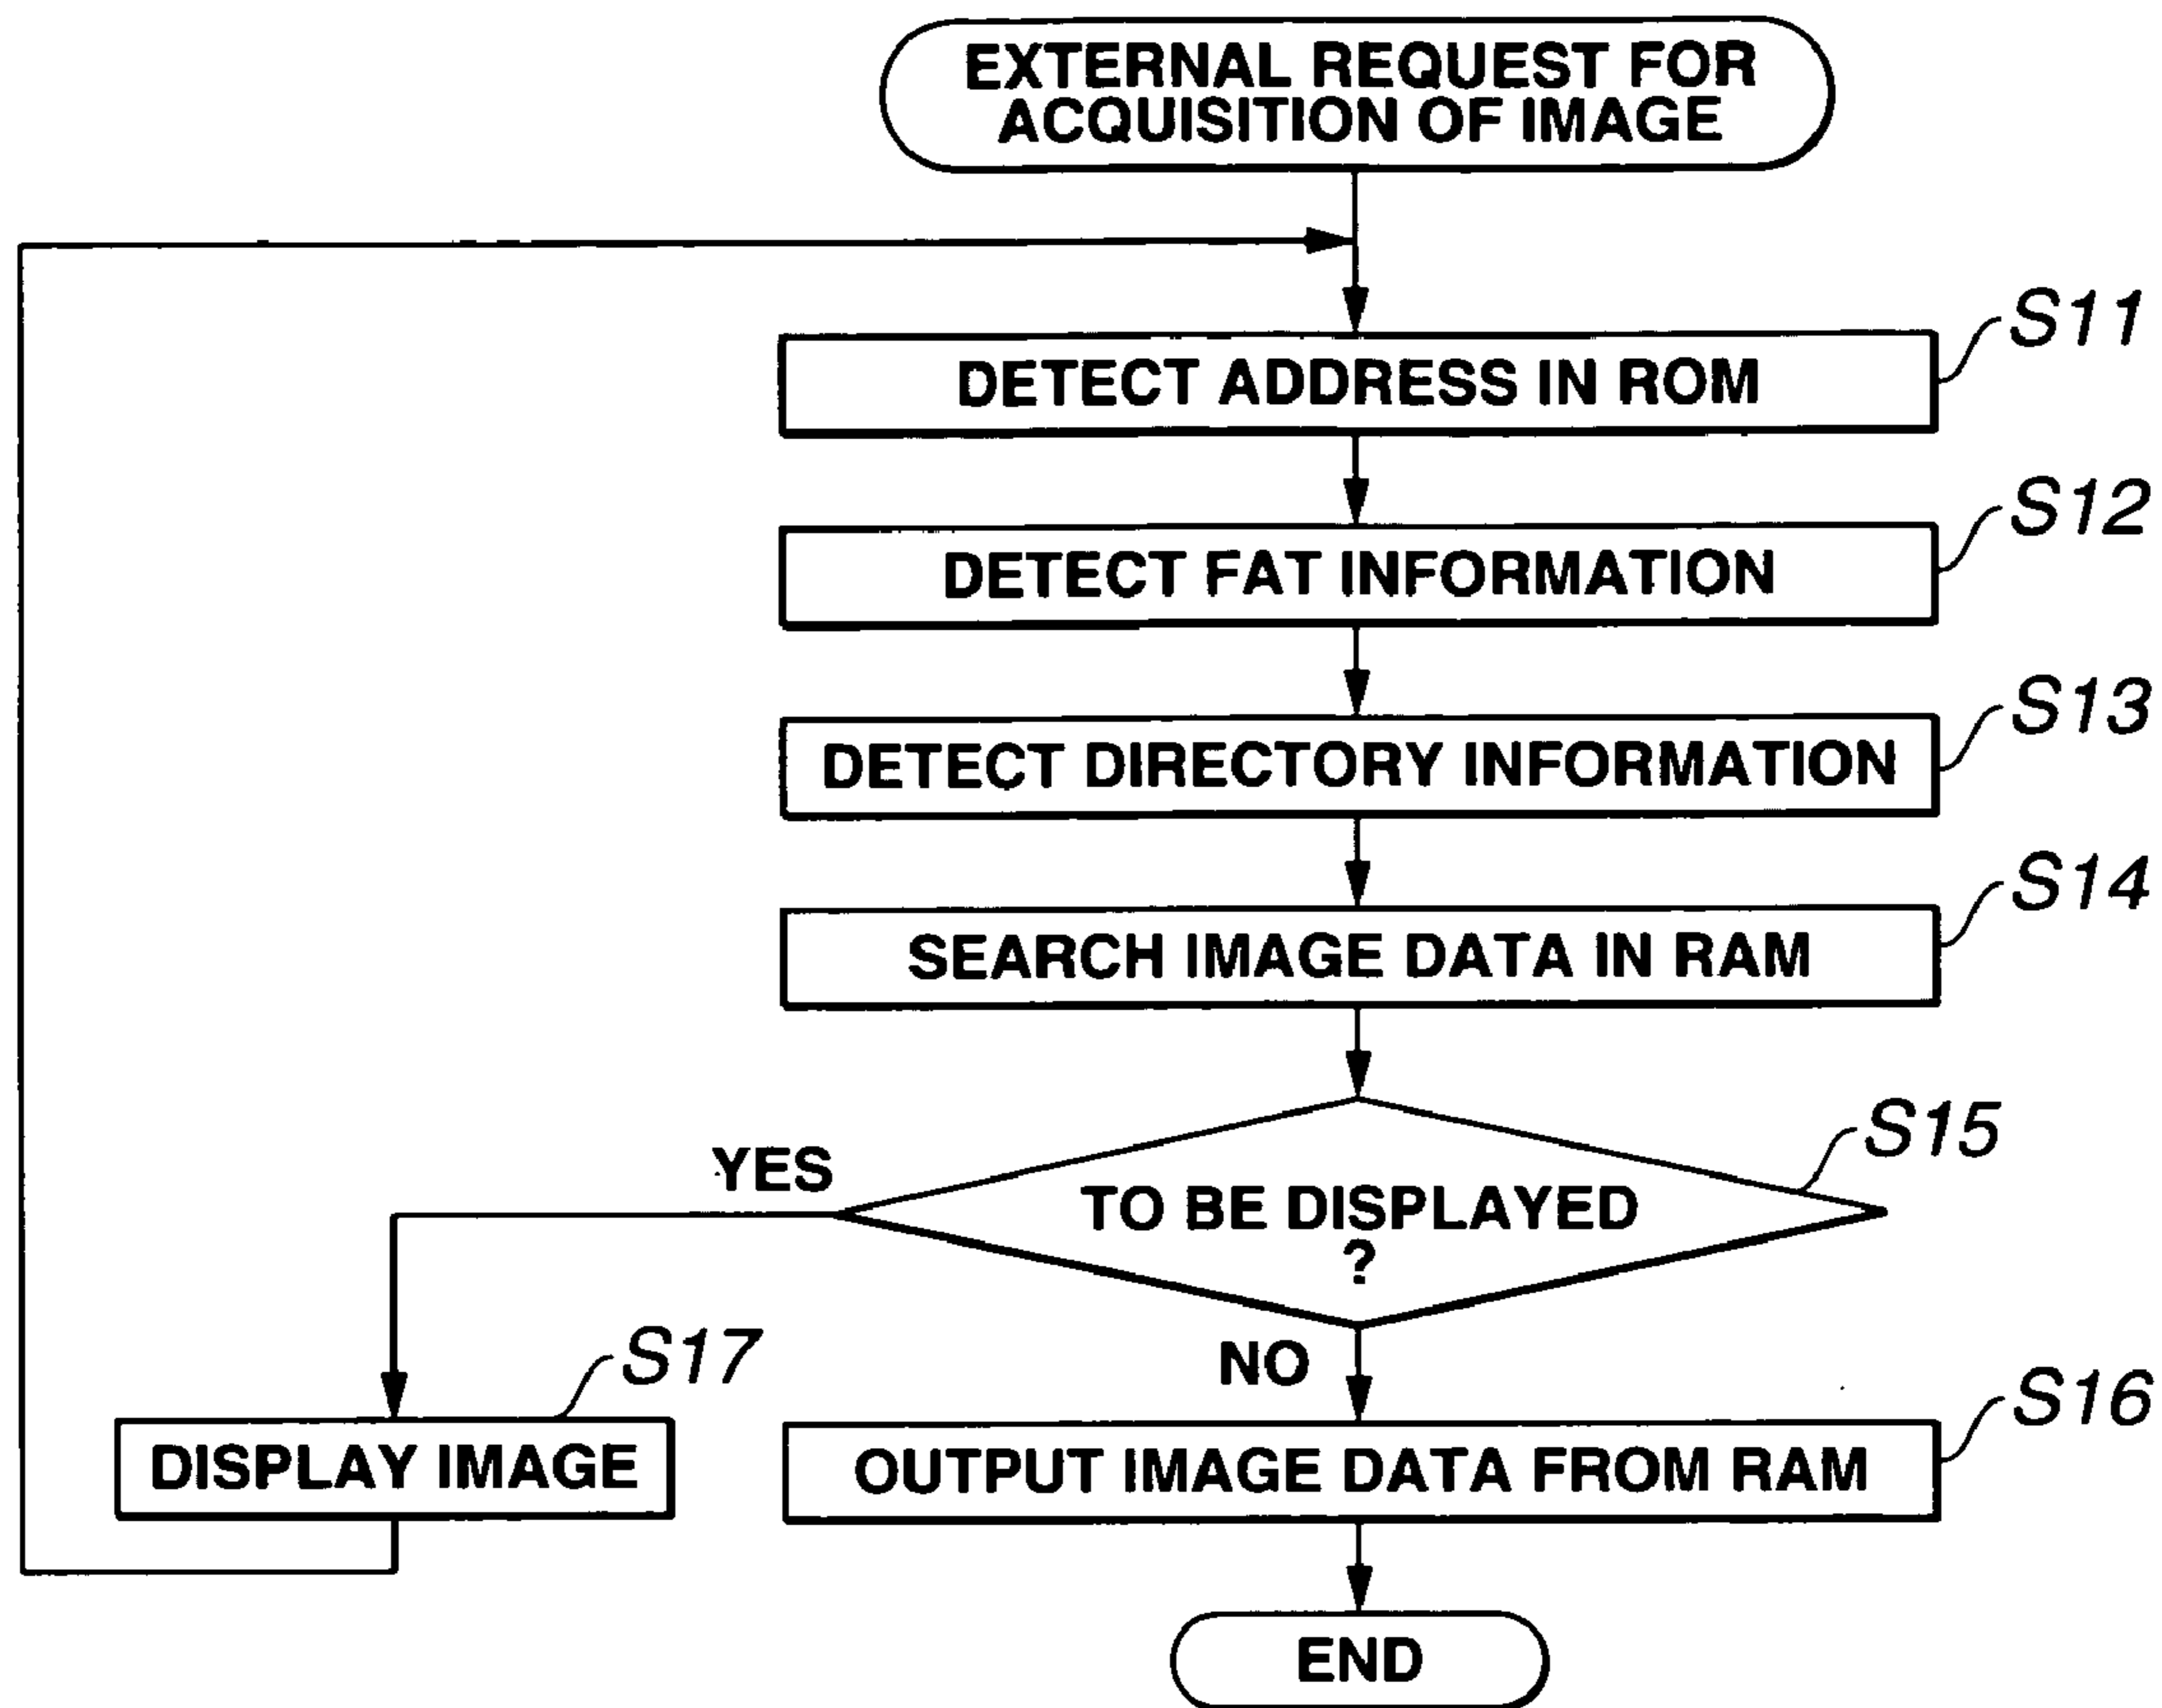 EXTERNAL REQUEST FOR
ACQUISITION OF IMAGE
S11
DETECT ADDRESS IN ROM
S12
DETECT FAT INFORMATION
S13
DETECT DIRECTORY INFORMATION
S14
SEARCH IMAGE DATA IN RAM
S15
YES
TO BE DISPLAYED
?
NO
S17
DISPLAY IMAGE
S16
OUTPUT IMAGE DATA FROM RAM
END